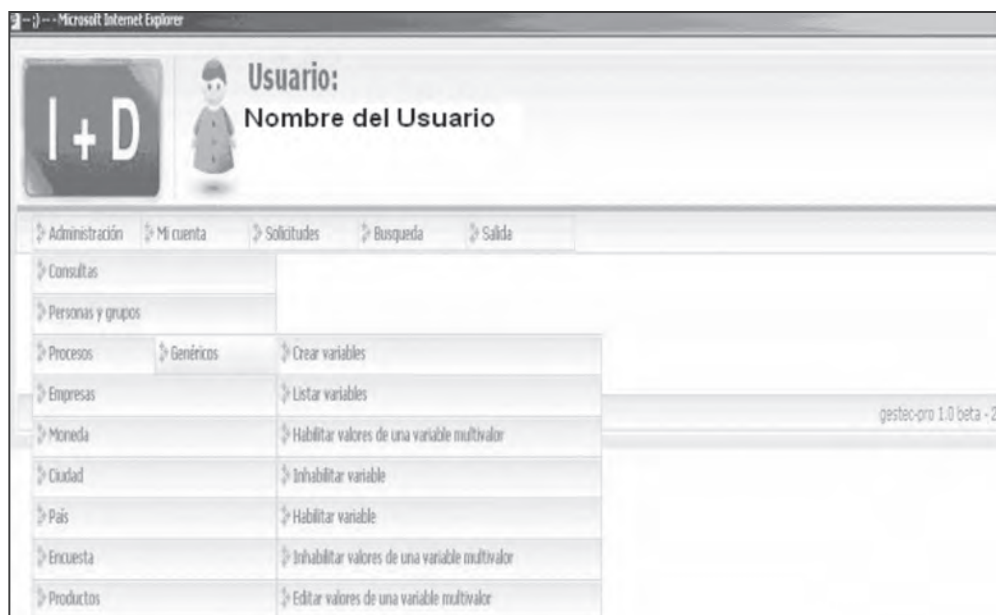 -- ;) -- - Microsoft Internet Explorer
I + D
Usuario:
Nombre del Usuario
Administración Mi cuenta Solicitudes Busqueda Salida
Consultas
Personas y grupos
Procesos Genéricos Crear variables
Empresas Listar variables
gestec-pro 1.0 beta - 2
Moneda Habilitar valores de una variable multivalor
Ciudad Inhabilitar variable
País Habilitar variable
Encuesta Inhabilitar valores de una variable multivalor
Productos Editar valores de una variable multivalor